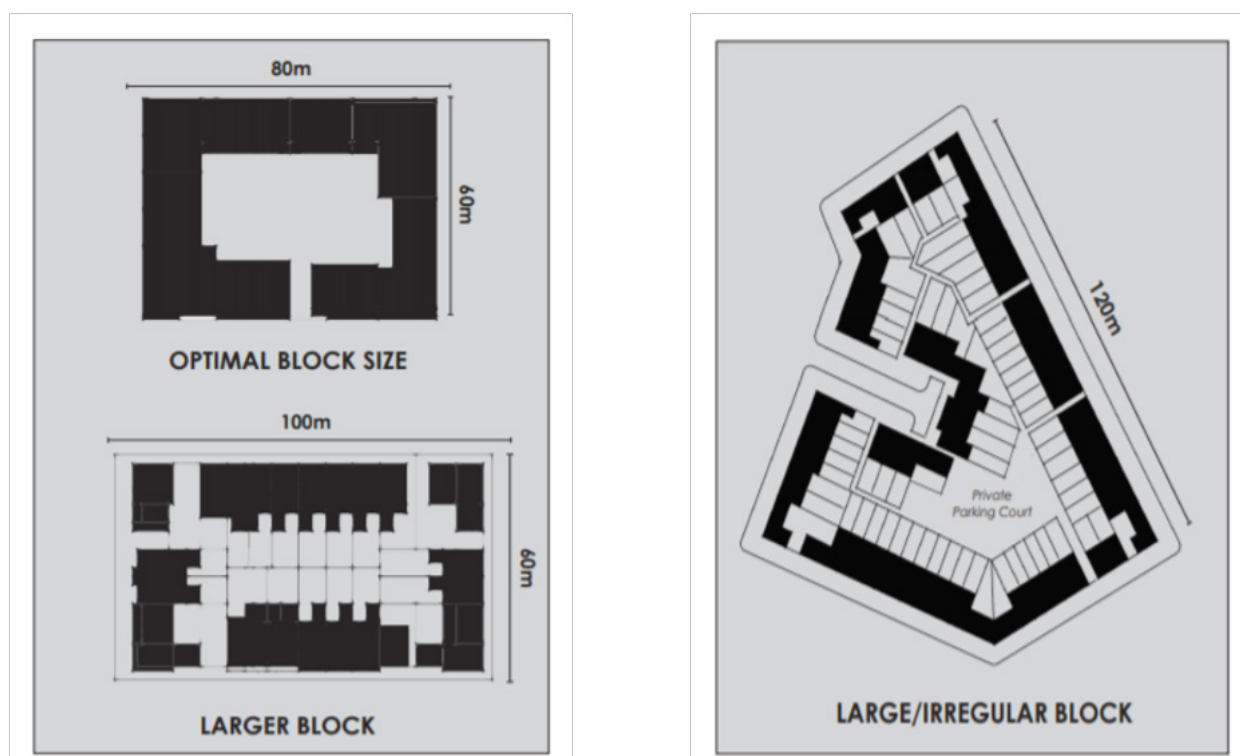 80m
60m
OPTIMAL BLOCK SIZE
100m
60m
LARGER BLOCK
120m
Private
Parking Court
LARGE/IRREGULAR BLOCK